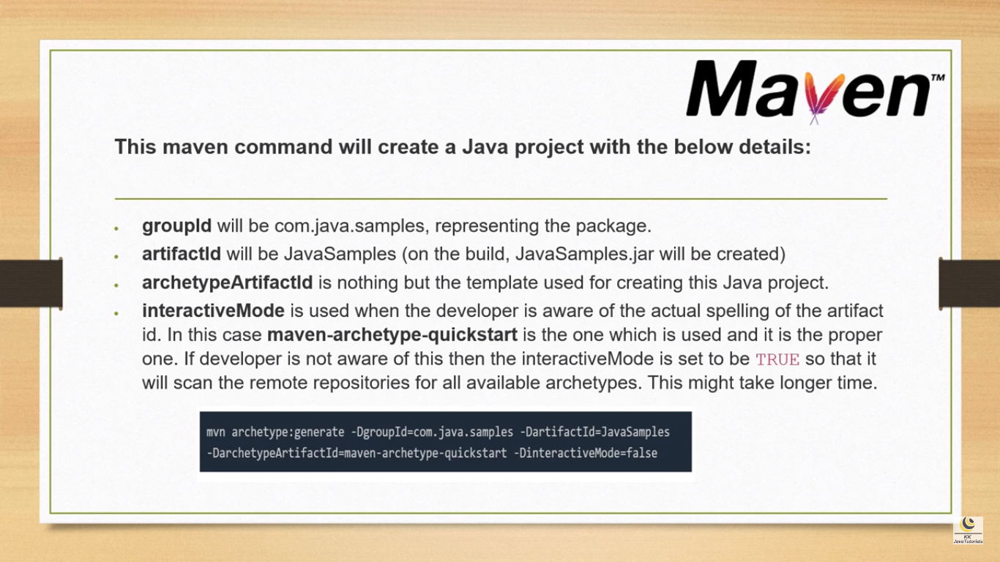 Maven™
This maven command will create a Java project with the below details:
groupId will be com.java.samples, representing the package.
artifactId will be JavaSamples (on the build, JavaSamples.jar will be created)
archetypeArtifactId is nothing but the template used for creating this Java project.
interactiveMode is used when the developer is aware of the actual spelling of the artifact
id. In this case maven-archetype-quickstart is the one which is used and it is the proper
one. If developer is not aware of this then the interactiveMode is set to be TRUE so that it
will scan the remote repositories for all available archetypes. This might take longer time.
mvn archetype:generate -DgroupId=com.java.samples -DartifactId=JavaSamples
-DarchetypeArtifactId=maven-archetype-quickstart -DinteractiveMode=false
KK
JavaTutorials